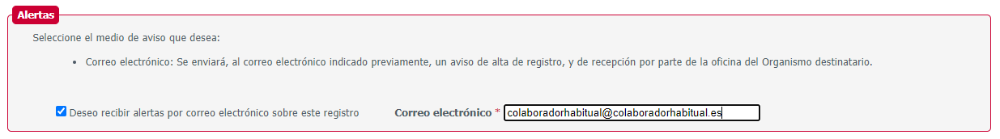 Alertas
Seleccione el medio de aviso que desea:
• Correo electrónico: Se enviará, al correo electrónico indicado previamente, un aviso de alta de registro, y de recepción por parte de la oficina del Organismo destinatario.
Deseo recibir alertas por correo electrónico sobre este registro Correo electrónico * colaboradorhabitual@colaboradorhabitual.es